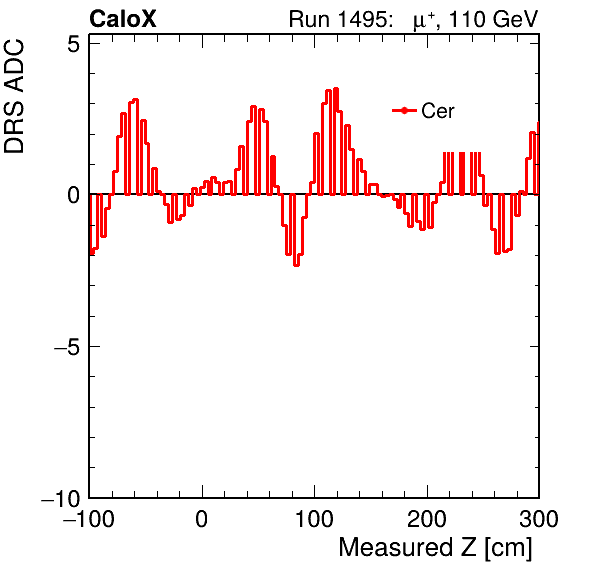 CaloX Run 1495: μ⁺, 110 GeV
DRS ADC
5
0
−5
−10
Cer
−100 0 100 200 300
Measured Z [cm]